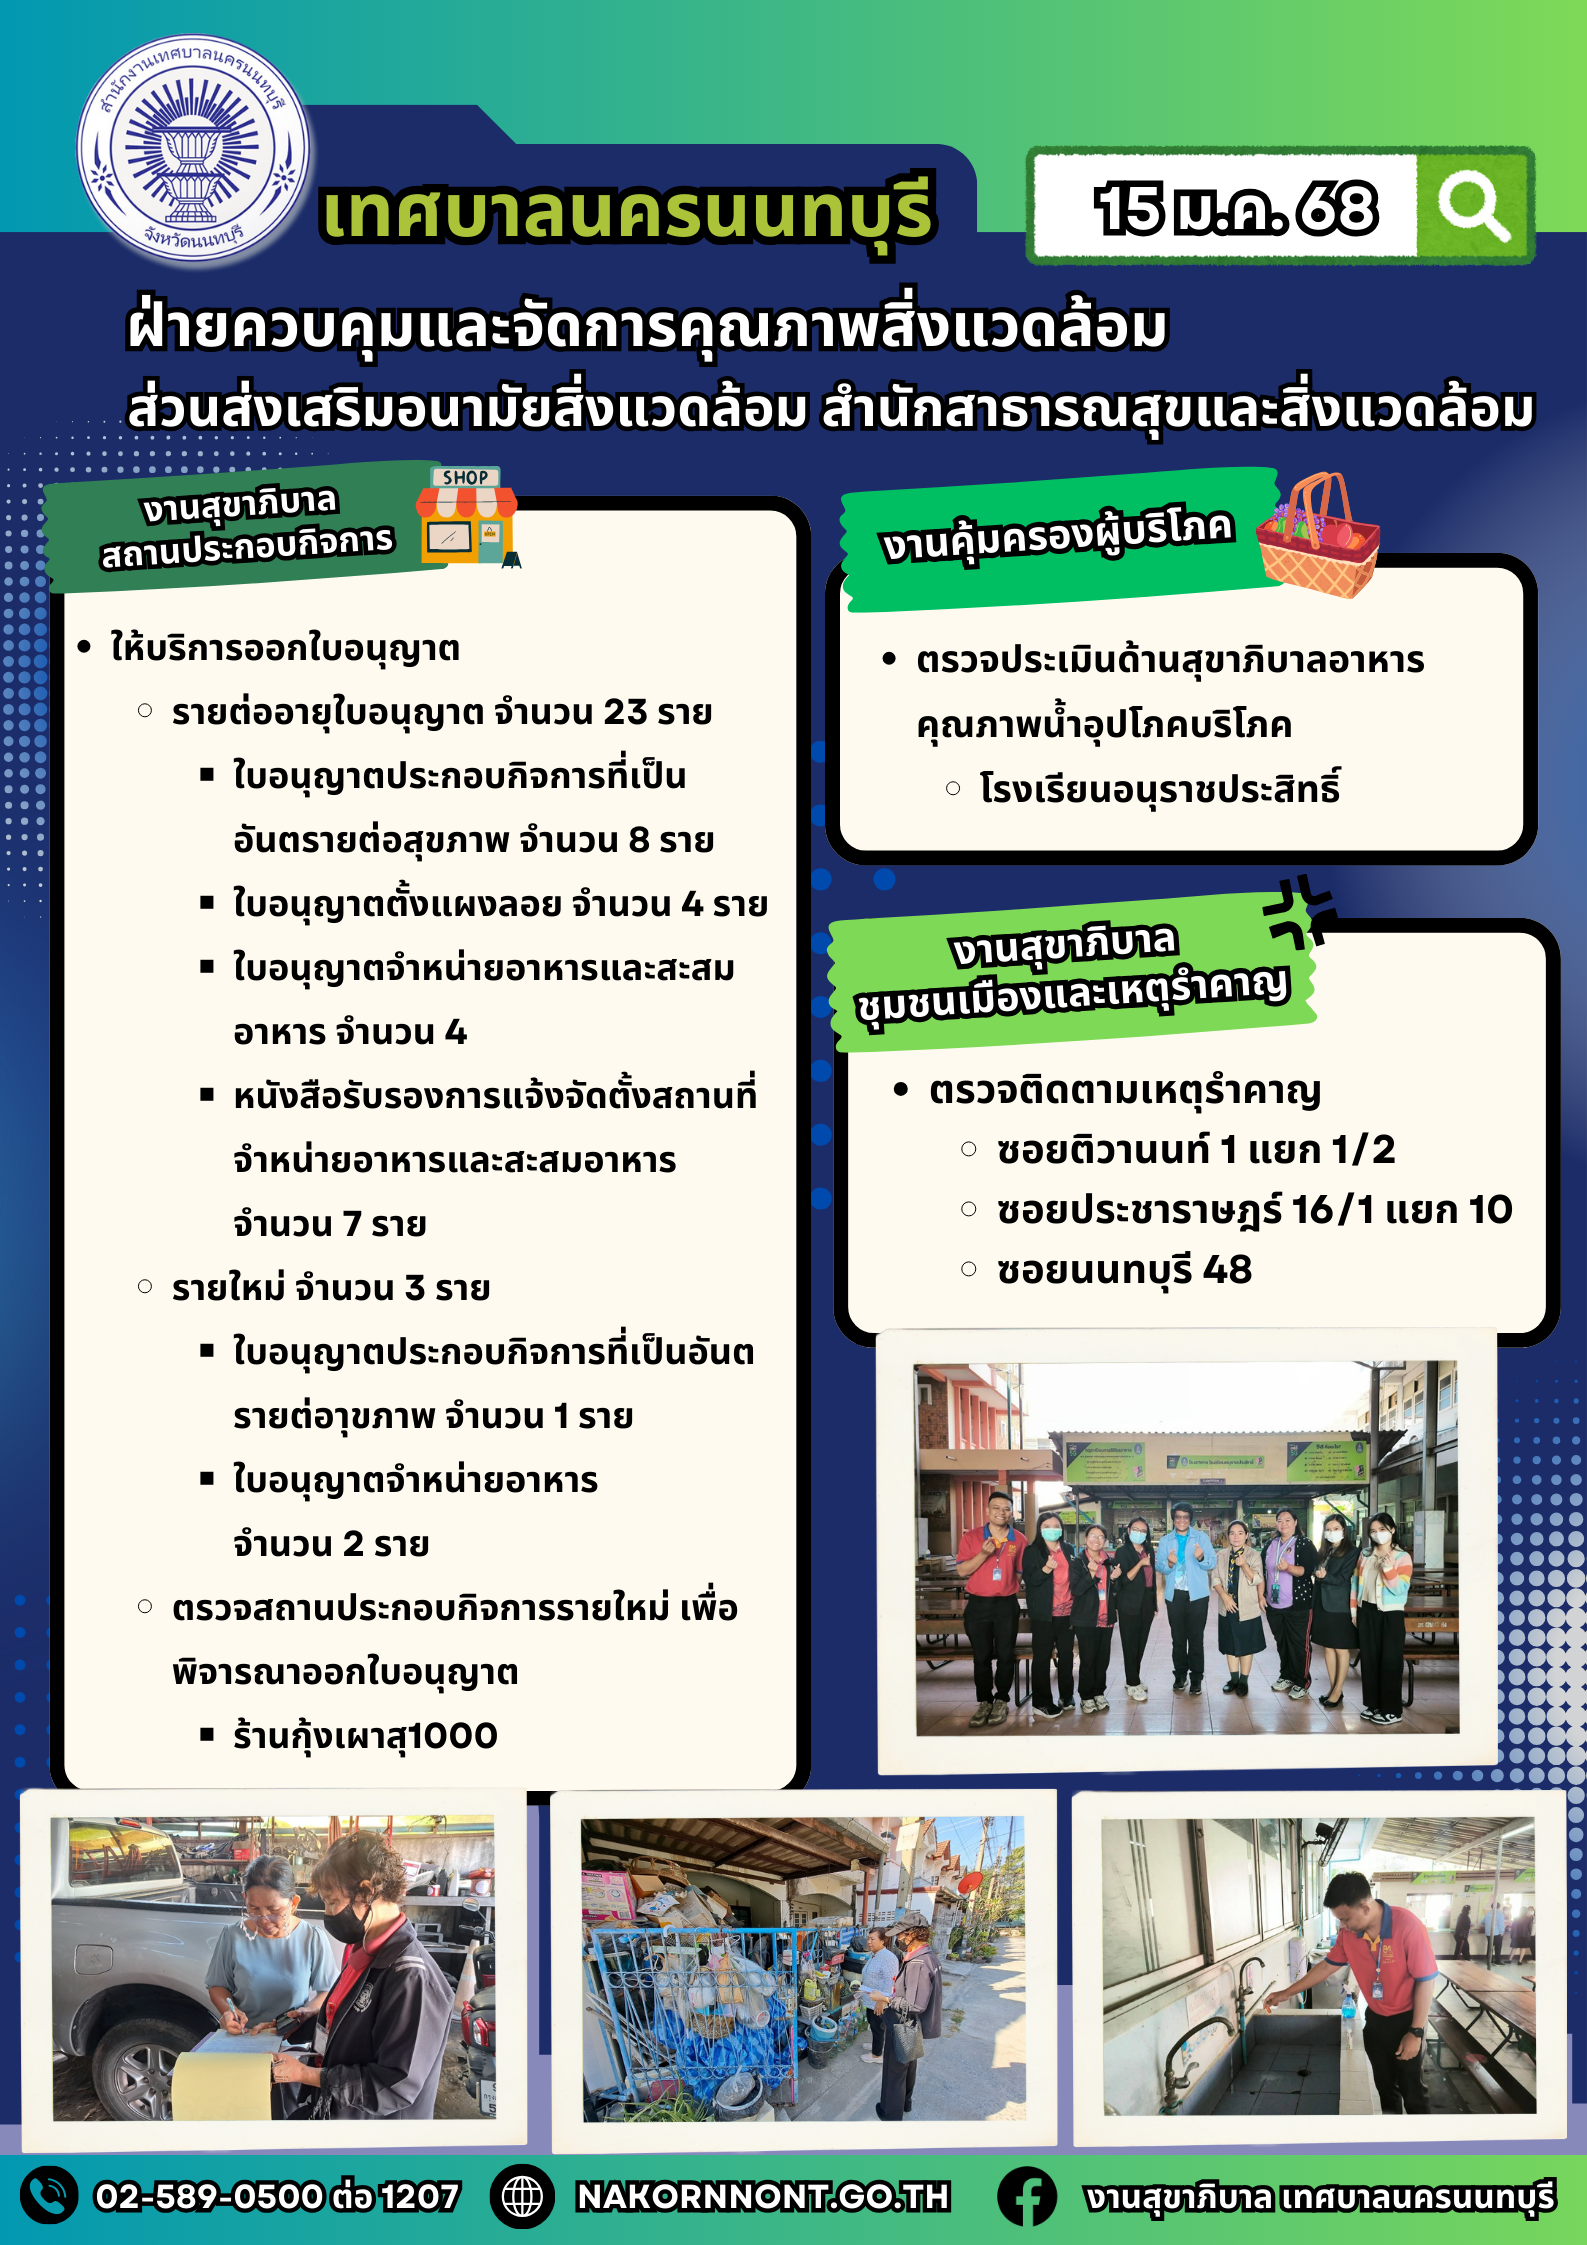 สำนักงานเทศบาลนครนนทบุรี
จังหวัดนนทบุรี
เทศบาลนครนนทบุรี
15 ม.ค. 68
ฝ่ายควบคุมและจัดการคุณภาพสิ่งแวดล้อม
ส่วนส่งเสริมอนามัยสิ่งแวดล้อม สำนักสาธารณสุขและสิ่งแวดล้อม
งานสุขาภิบาล
สถานประกอบกิจการ
SHOP
• ให้บริการออกใบอนุญาต
○ รายต่ออายุใบอนุญาต จำนวน 23 ราย
▪ ใบอนุญาตประกอบกิจการที่เป็น
อันตรายต่อสุขภาพ จำนวน 8 ราย
▪ ใบอนุญาตตั้งแผงลอย จำนวน 4 ราย
▪ ใบอนุญาตจำหน่ายอาหารและสะสม
อาหาร จำนวน 4
▪ หนังสือรับรองการแจ้งจัดตั้งสถานที่
จำหน่ายอาหารและสะสมอาหาร
จำนวน 7 ราย
○ รายใหม่ จำนวน 3 ราย
▪ ใบอนุญาตประกอบกิจการที่เป็นอันต
รายต่อาุขภาพ จำนวน 1 ราย
▪ ใบอนุญาตจำหน่ายอาหาร
จำนวน 2 ราย
○ ตรวจสถานประกอบกิจการรายใหม่ เพื่อ
พิจารณาออกใบอนุญาต
▪ ร้านกุ้งเผาสุ1000
งานคุ้มครองผู้บริโภค
• ตรวจประเมินด้านสุขาภิบาลอาหาร
คุณภาพน้ำอุปโภคบริโภค
○ โรงเรียนอนุราชประสิทธิ์
งานสุขาภิบาล
ชุมชนเมืองและเหตุรำคาญ
• ตรวจติดตามเหตุรำคาญ
○ ซอยติวานนท์ 1 แยก 1/2
○ ซอยประชาราษฎร์ 16/1 แยก 10
○ ซอยนนทบุรี 48
02-589-0500 ต่อ 1207
NAKORNNONT.GO.TH
งานสุขาภิบาล เทศบาลนครนนทบุรี